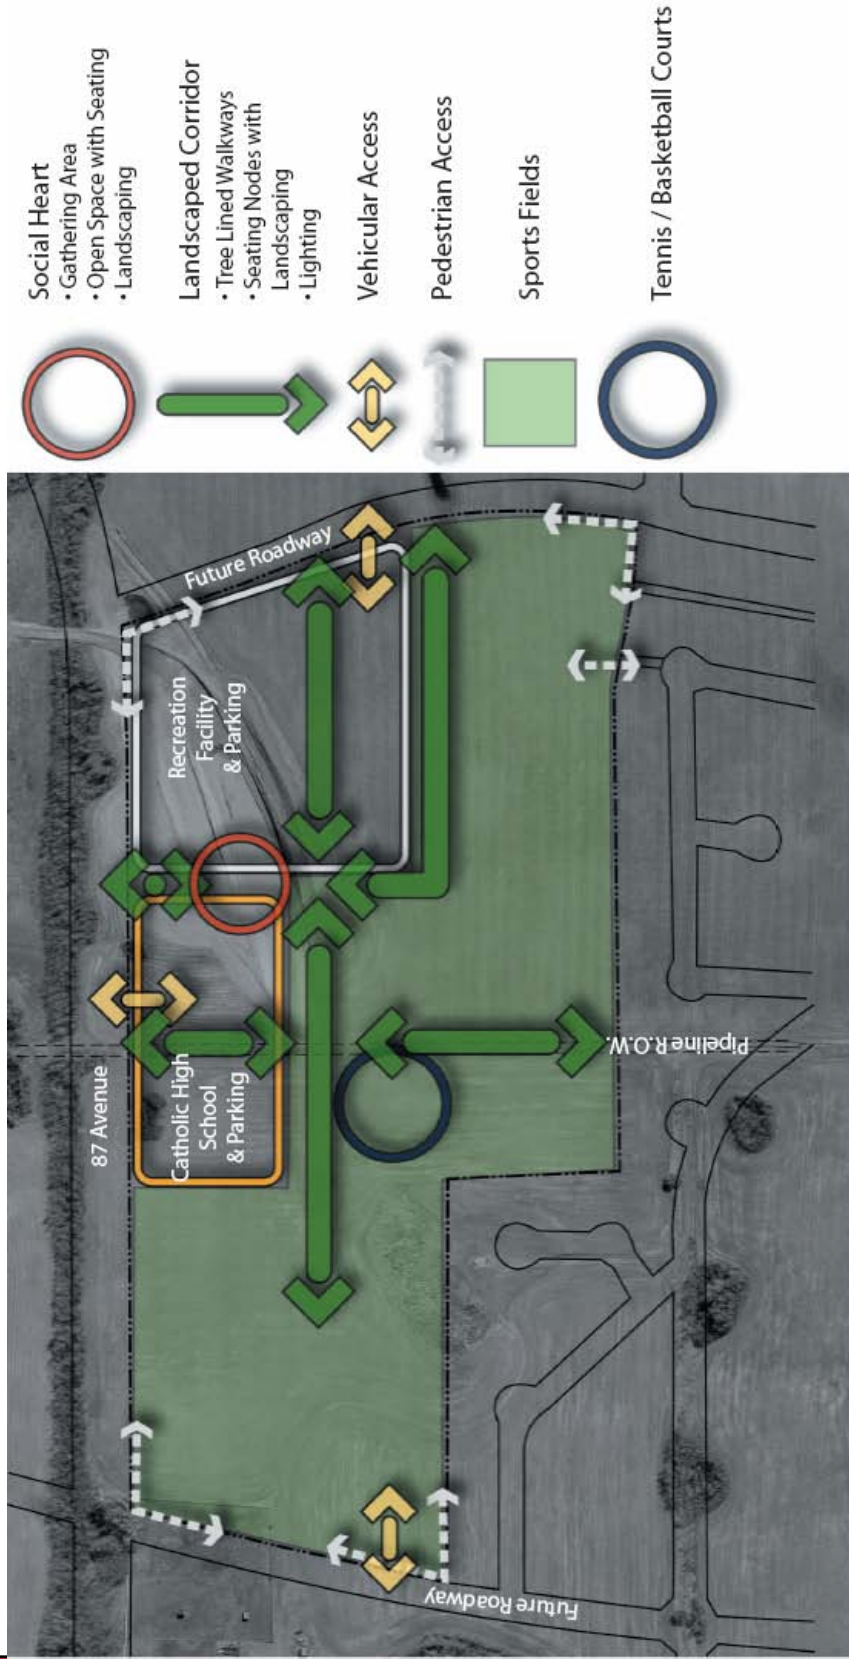 87 Avenue
Future Roadway
Recreation
Facility
& Parking
Catholic High
School
& Parking
Pipeline R.O.W.
Future Roadway
Social Heart
• Gathering Area
• Open Space with Seating
• Landscaping
Landscaped Corridor
• Tree Lined Walkways
• Seating Nodes with
Landscaping
• Lighting
Vehicular Access
Pedestrian Access
Sports Fields
Tennis / Basketball Courts